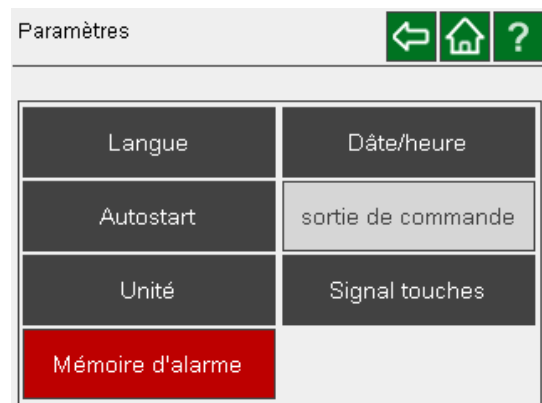 Paramètres
?
Langue
Dâte/heure
Autostart
sortie de commande
Unité
Signal touches
Mémoire d'alarme